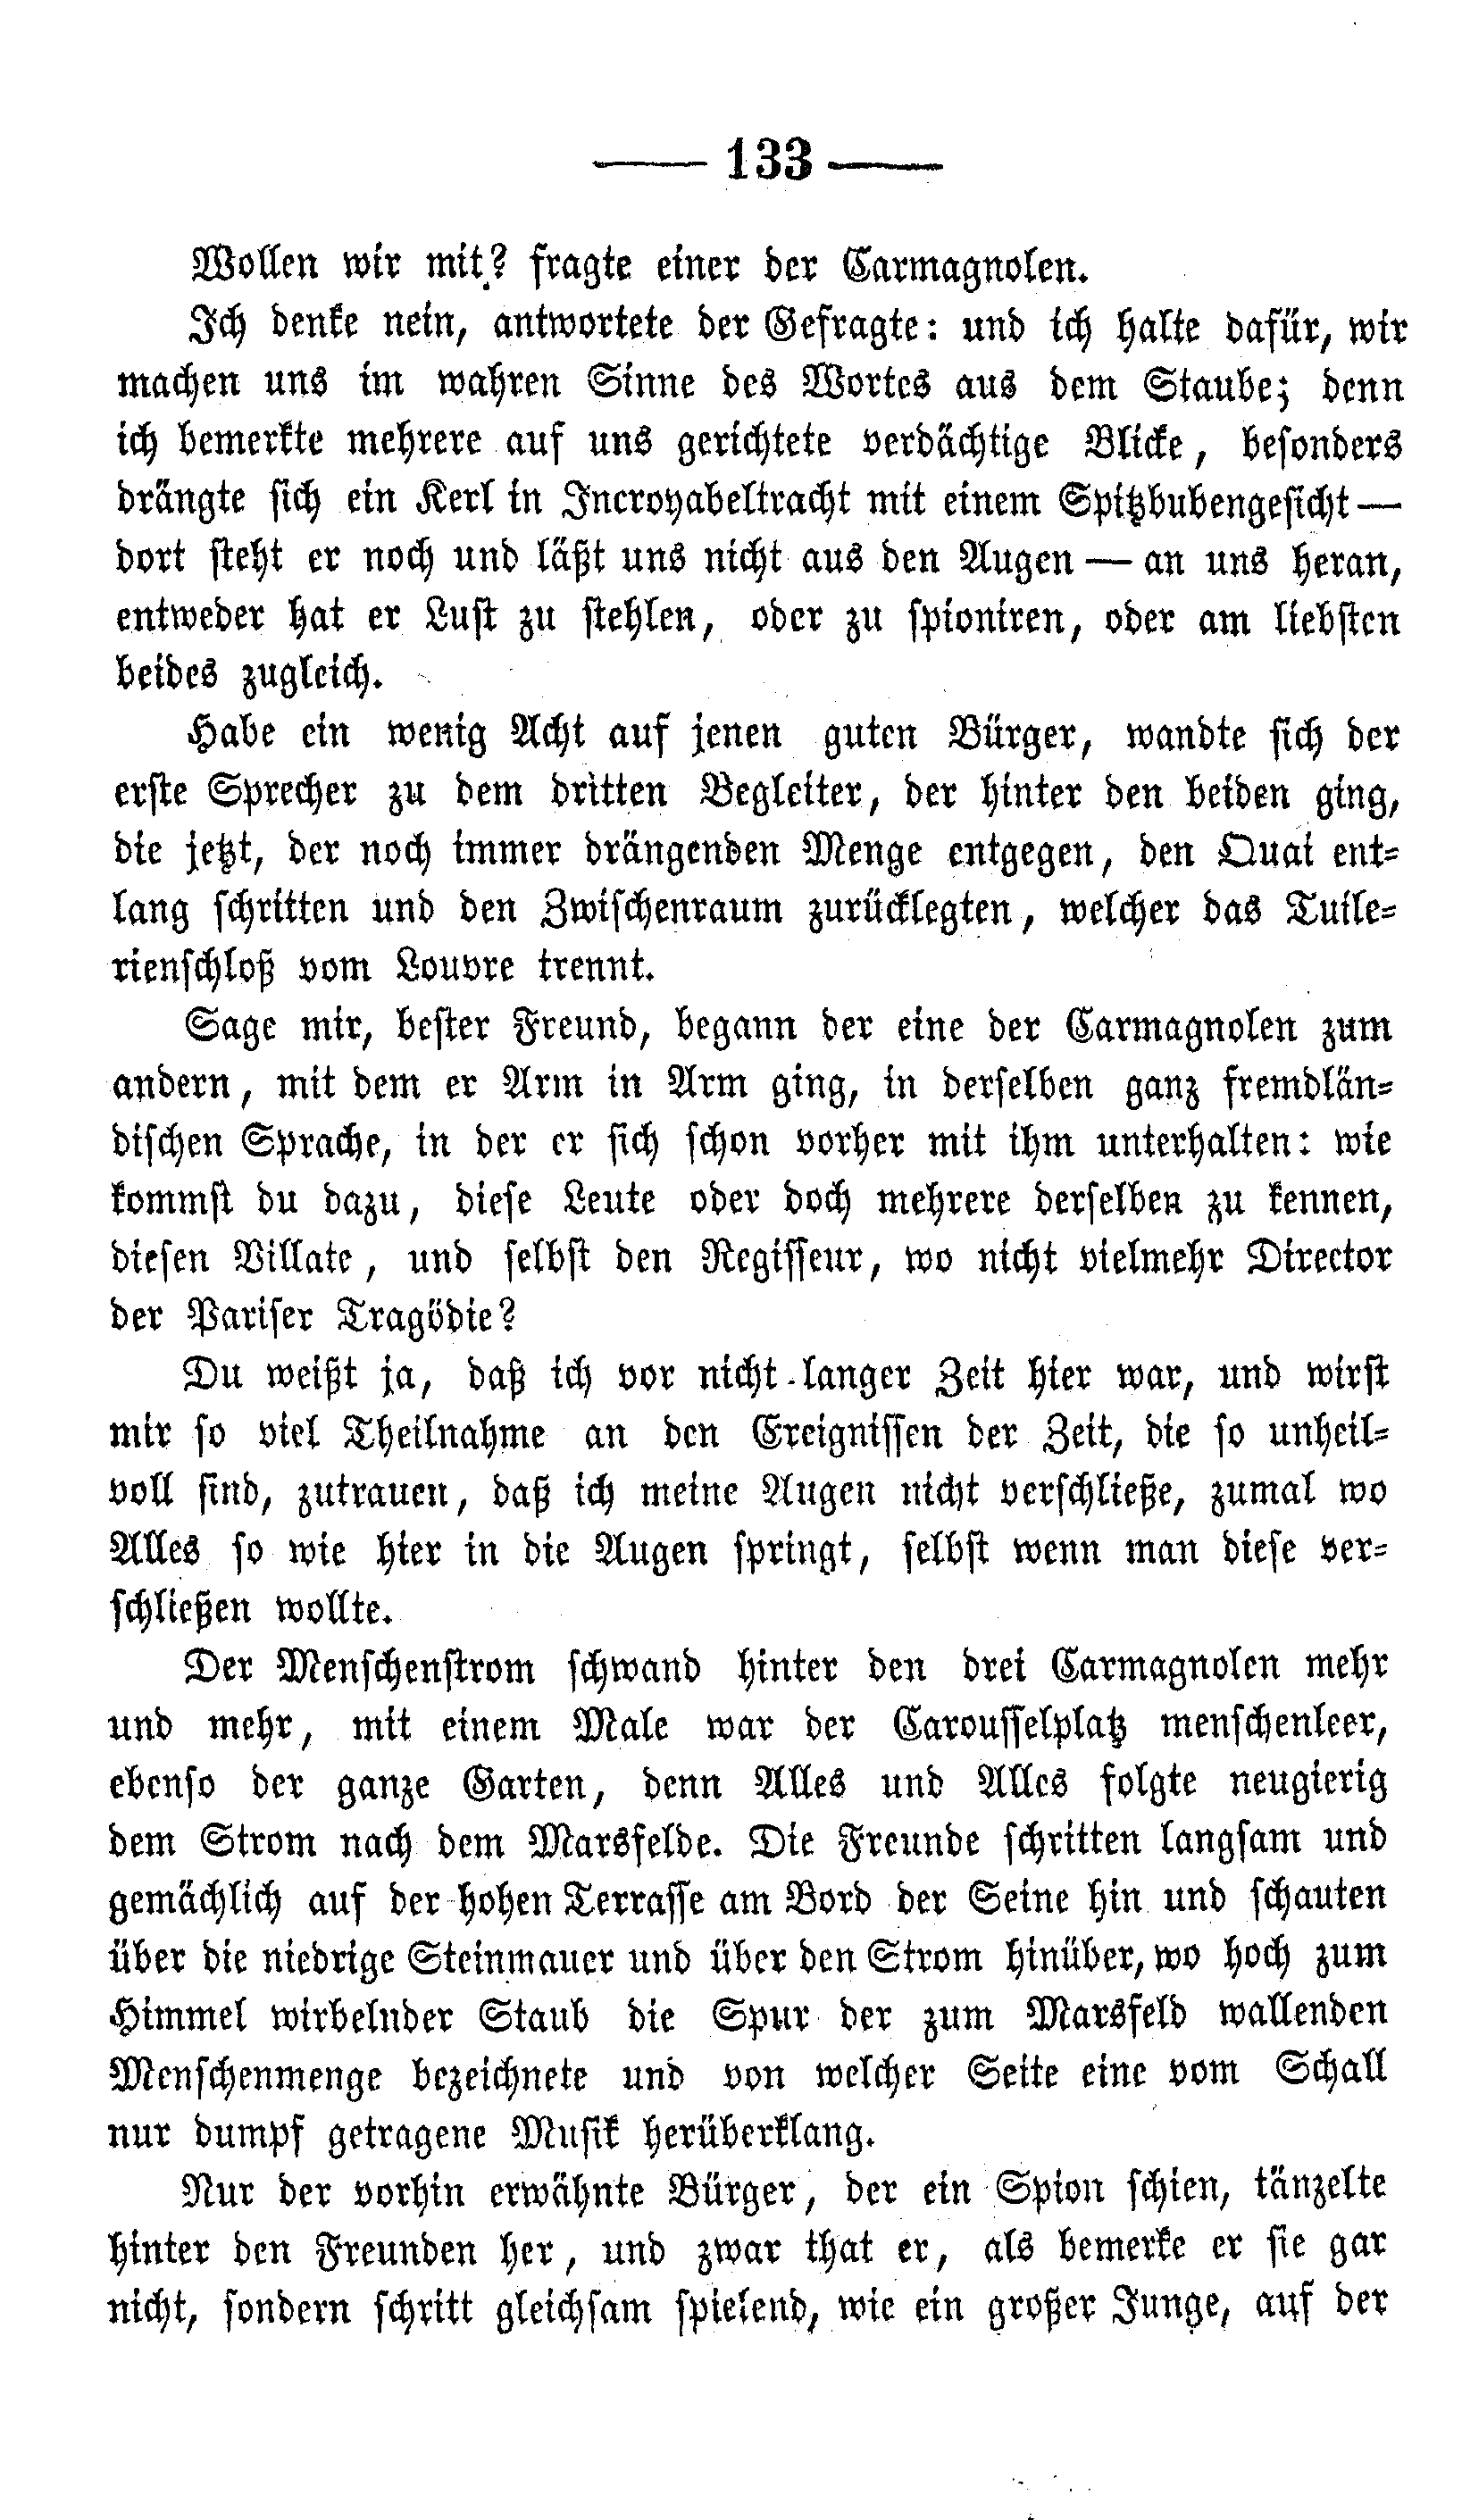 — 133 —
Wollen wir mit? fragte einer der Carmagnolen.
Ich denke nein, antwortete der Gefragte: und ich halte dafür, wir
machen uns im wahren Sinne des Wortes aus dem Staube; denn
ich bemerkte mehrere auf uns gerichtete verdächtige Blicke, besonders
drängte sich ein Kerl in Incroyabeltracht mit einem Spitzbubengesicht —
dort steht er noch und läßt uns nicht aus den Augen — an uns heran,
entweder hat er Lust zu stehlen, oder zu spioniren, oder am liebsten
beides zugleich.
Habe ein wenig Acht auf jenen guten Bürger, wandte sich der
erste Sprecher zu dem dritten Begleiter, der hinter den beiden ging,
die jetzt, der noch immer drängenden Menge entgegen, den Quai ent-
lang schritten und den Zwischenraum zurücklegten, welcher das Tuile-
rienschloß vom Louvre trennt.
Sage mir, bester Freund, begann der eine der Carmagnolen zum
andern, mit dem er Arm in Arm ging, in derselben ganz fremdlän-
dischen Sprache, in der er sich schon vorher mit ihm unterhalten: wie
kommst du dazu, diese Leute oder doch mehrere derselben zu kennen,
diesen Villate, und selbst den Regisseur, wo nicht vielmehr Director
der Pariser Tragödie?
Du weißt ja, daß ich vor nicht langer Zeit hier war, und wirst
mir so viel Theilnahme an den Ereignissen der Zeit, die so unheil-
voll sind, zutrauen, daß ich meine Augen nicht verschließe, zumal wo
Alles so wie hier in die Augen springt, selbst wenn man diese ver-
schließen wollte.
Der Menschenstrom schwand hinter den drei Carmagnolen mehr
und mehr, mit einem Male war der Carousselplatz menschenleer,
ebenso der ganze Garten, denn Alles und Alles folgte neugierig
dem Strom nach dem Marsfelde. Die Freunde schritten langsam und
gemächlich auf der hohen Terrasse am Bord der Seine hin und schauten
über die niedrige Steinmauer und über den Strom hinüber, wo hoch zum
Himmel wirbelnder Staub die Spur der zum Marsfeld wallenden
Menschenmenge bezeichnete und von welcher Seite eine vom Schall
nur dumpf getragene Musik herüberklang.
Nur der vorhin erwähnte Bürger, der ein Spion schien, tänzelte
hinter den Freunden her, und zwar that er, als bemerke er sie gar
nicht, sondern schritt gleichsam spielend, wie ein großer Junge, auf der